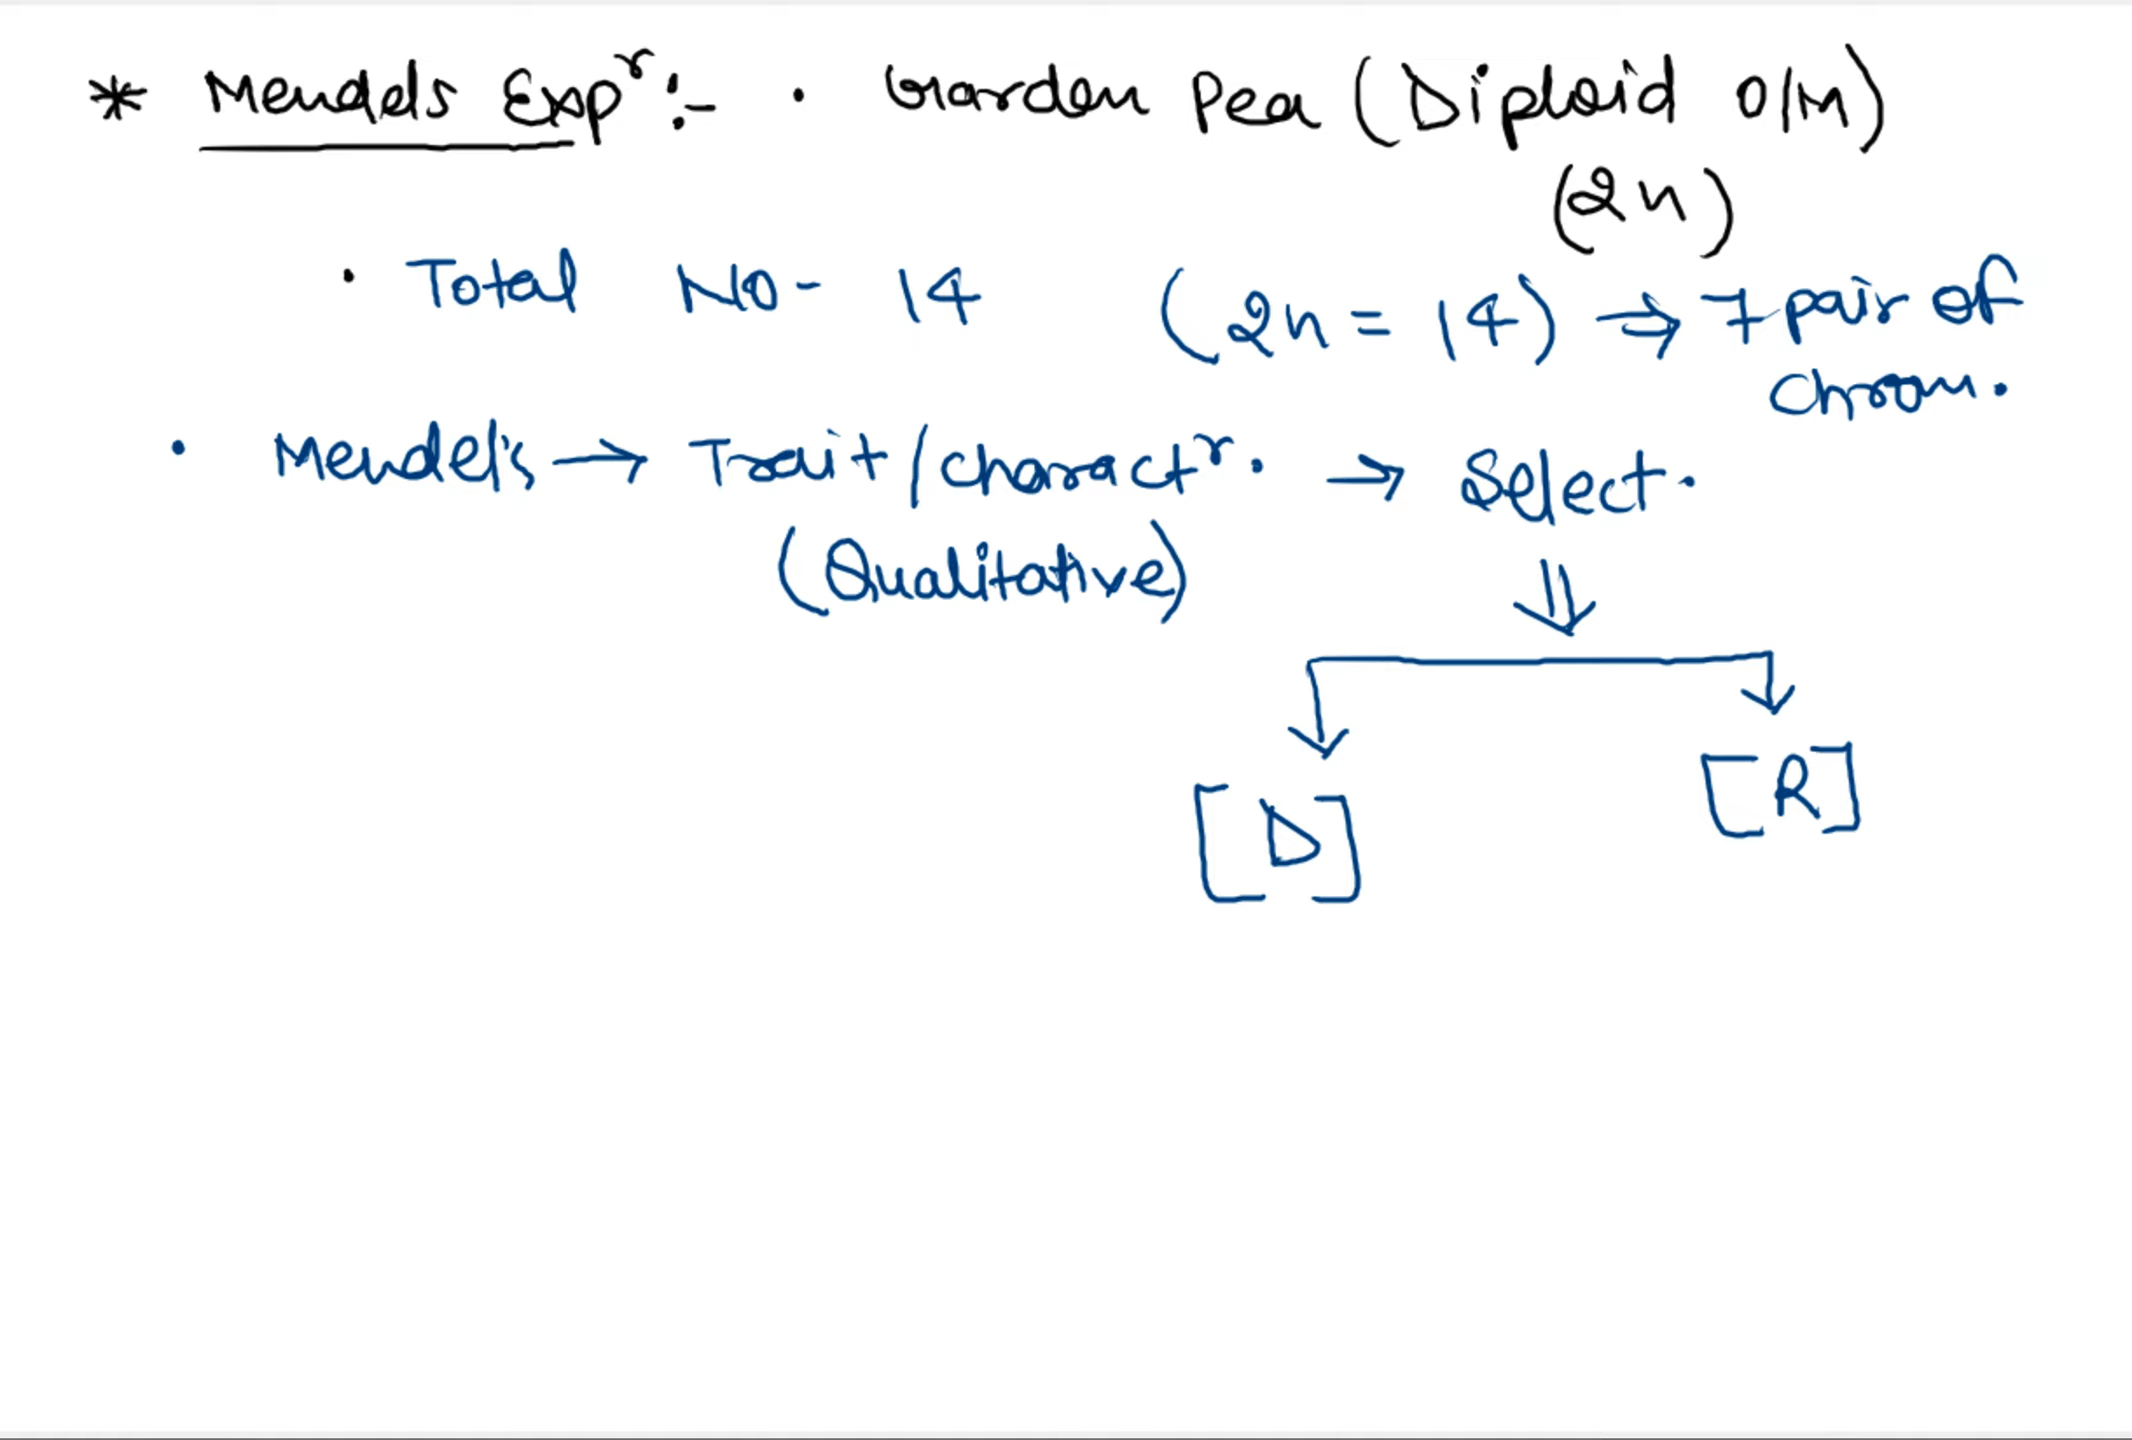 * Mendels Expr :- • Garden Pea (Diploid O/M)
(2n)
• Total No - 14 (2n = 14) → 7 pair of
Chrom.
• Mendel's → Trait/charactr. → Select.
(Qualitative)
[D] [R]